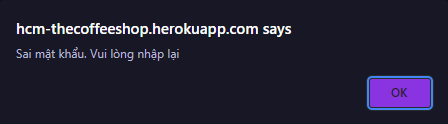 hcm-thecoffeeshop.herokuapp.com says
Sai mật khẩu. Vui lòng nhập lại
OK